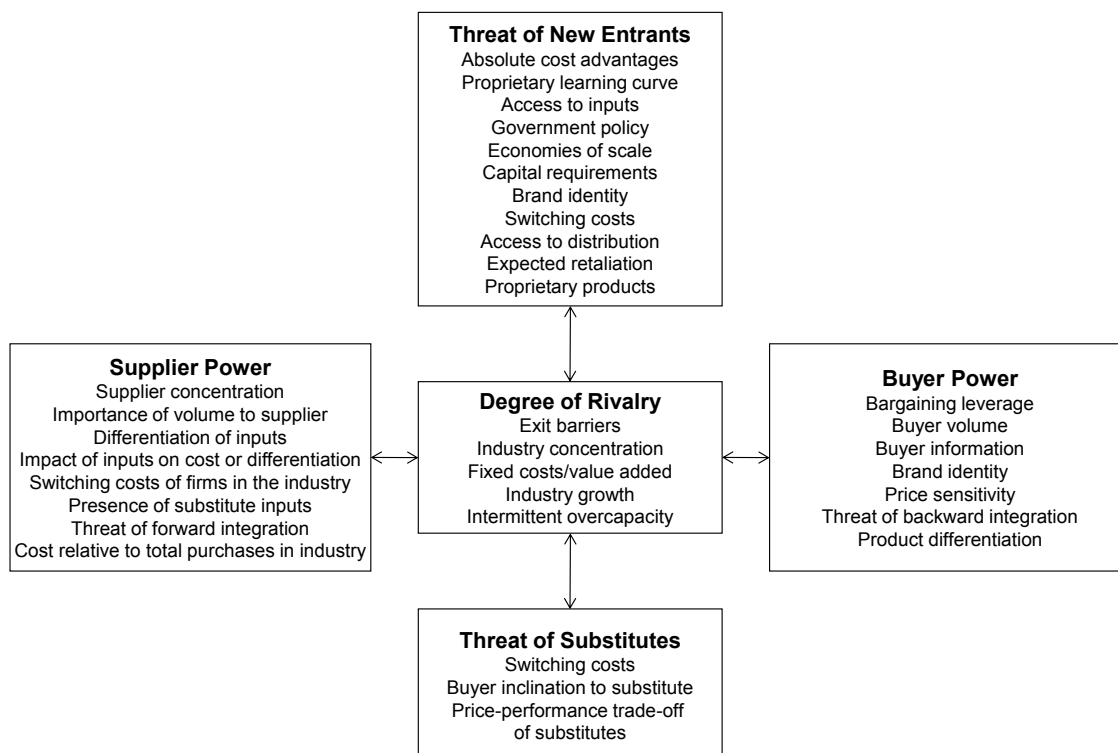 Threat of New Entrants
Absolute cost advantages
Proprietary learning curve
Access to inputs
Government policy
Economies of scale
Capital requirements
Brand identity
Switching costs
Access to distribution
Expected retaliation
Proprietary products
Supplier Power
Supplier concentration
Importance of volume to supplier
Differentiation of inputs
Impact of inputs on cost or differentiation
Switching costs of firms in the industry
Presence of substitute inputs
Threat of forward integration
Cost relative to total purchases in industry
Degree of Rivalry
Exit barriers
Industry concentration
Fixed costs/value added
Industry growth
Intermittent overcapacity
Buyer Power
Bargaining leverage
Buyer volume
Buyer information
Brand identity
Price sensitivity
Threat of backward integration
Product differentiation
Threat of Substitutes
Switching costs
Buyer inclination to substitute
Price-performance trade-off
of substitutes